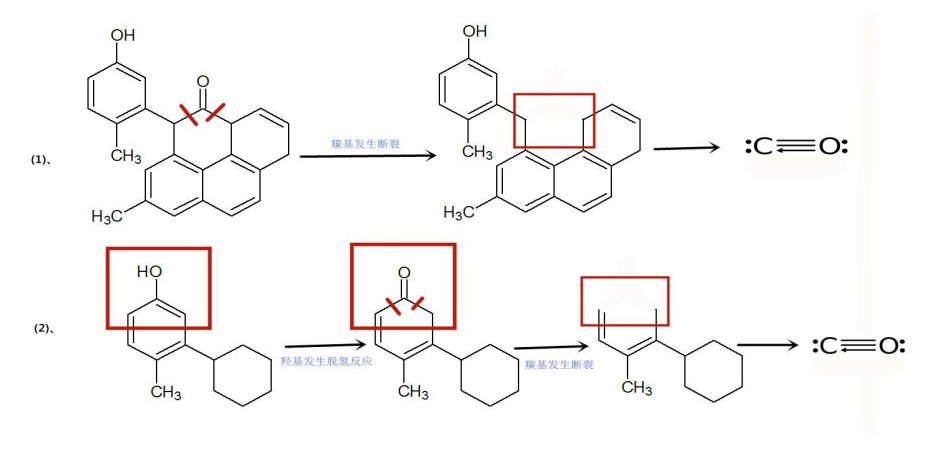 OH
OH
O
羰基发生断裂
(1)、
CH₃
CH₃
:C≡O:
H₃C
H₃C
HO
O
(2)、
:C≡O:
羟基发生脱氢反应
羰基发生断裂
CH₃
CH₃
CH₃